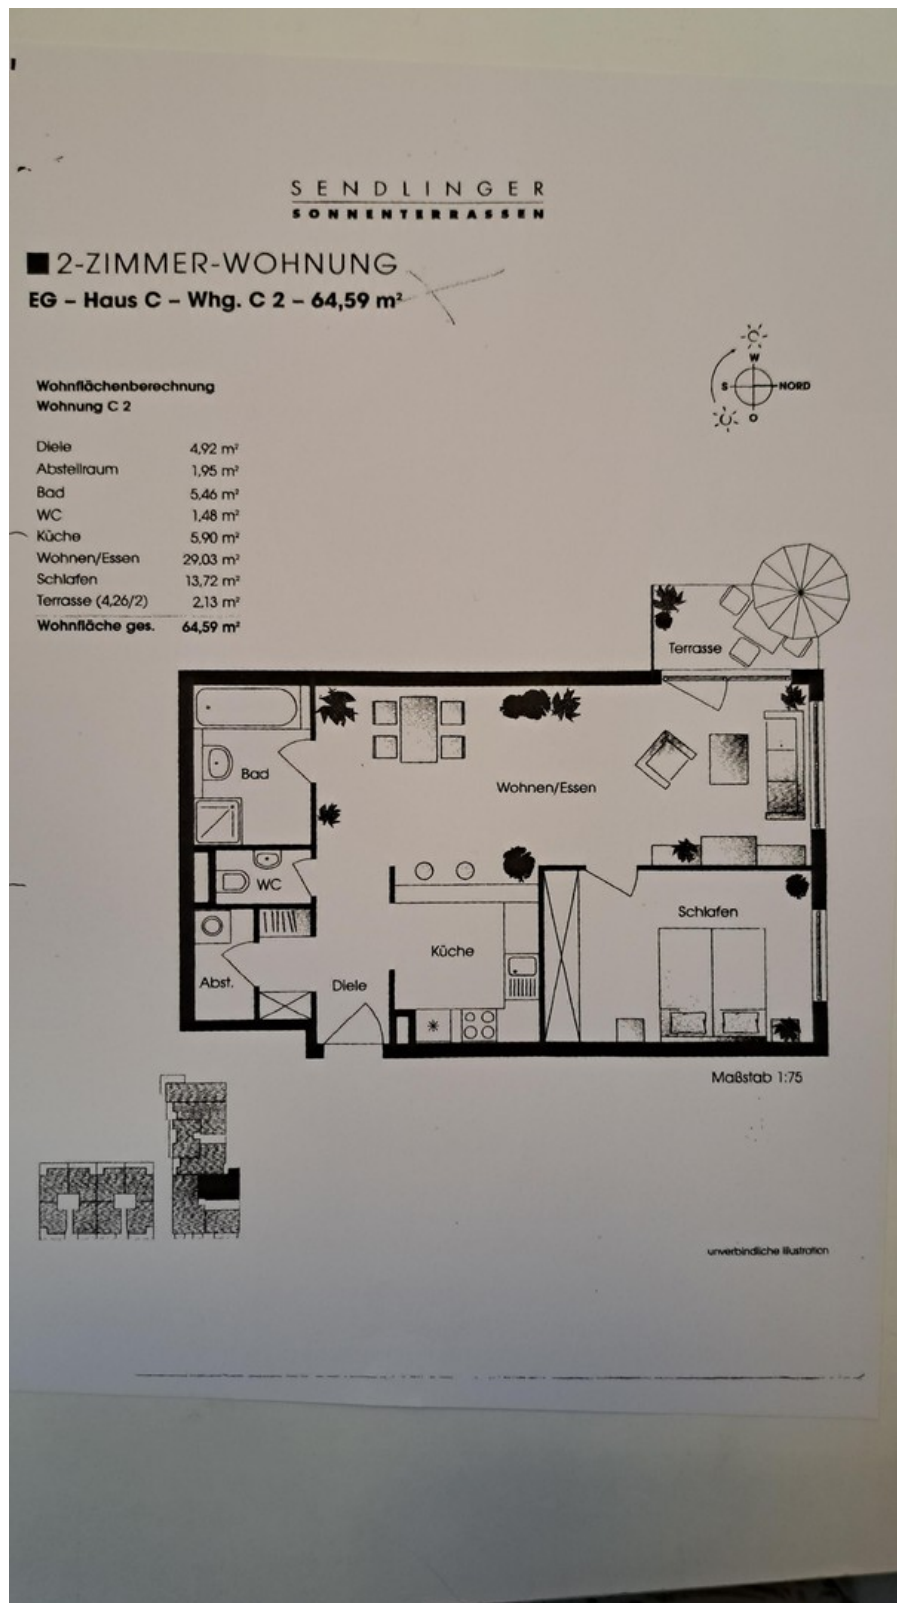 SENDLINGER
SONNENTERRASSEN
2-ZIMMER-WOHNUNG
EG – Haus C – Whg. C 2 – 64,59 m²
W
S NORD
O
Wohnflächenberechnung
Wohnung C 2
Diele 4,92 m²
Abstellraum 1,95 m²
Bad 5,46 m²
WC 1,48 m²
Küche 5,90 m²
Wohnen/Essen 29,03 m²
Schlafen 13,72 m²
Terrasse (4,26/2) 2,13 m²
Wohnfläche ges. 64,59 m²
Terrasse
Bad
Wohnen/Essen
WC
Schlafen
Küche
Abst.
Diele
Maßstab 1:75
unverbindliche Illustration